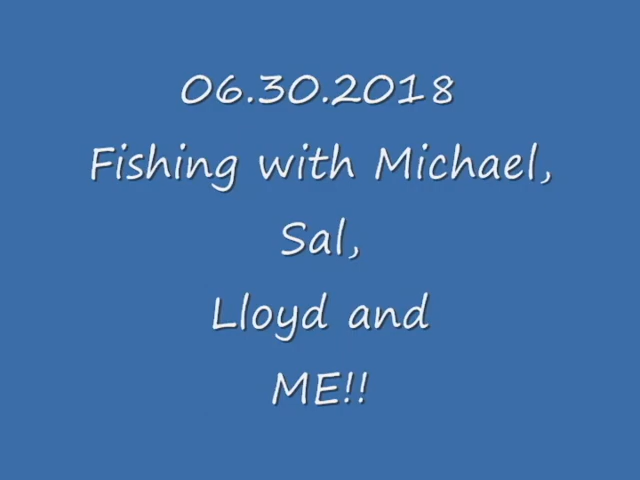 06.30.2018
Fishing with Michael,
Sal,
Lloyd and
ME!!